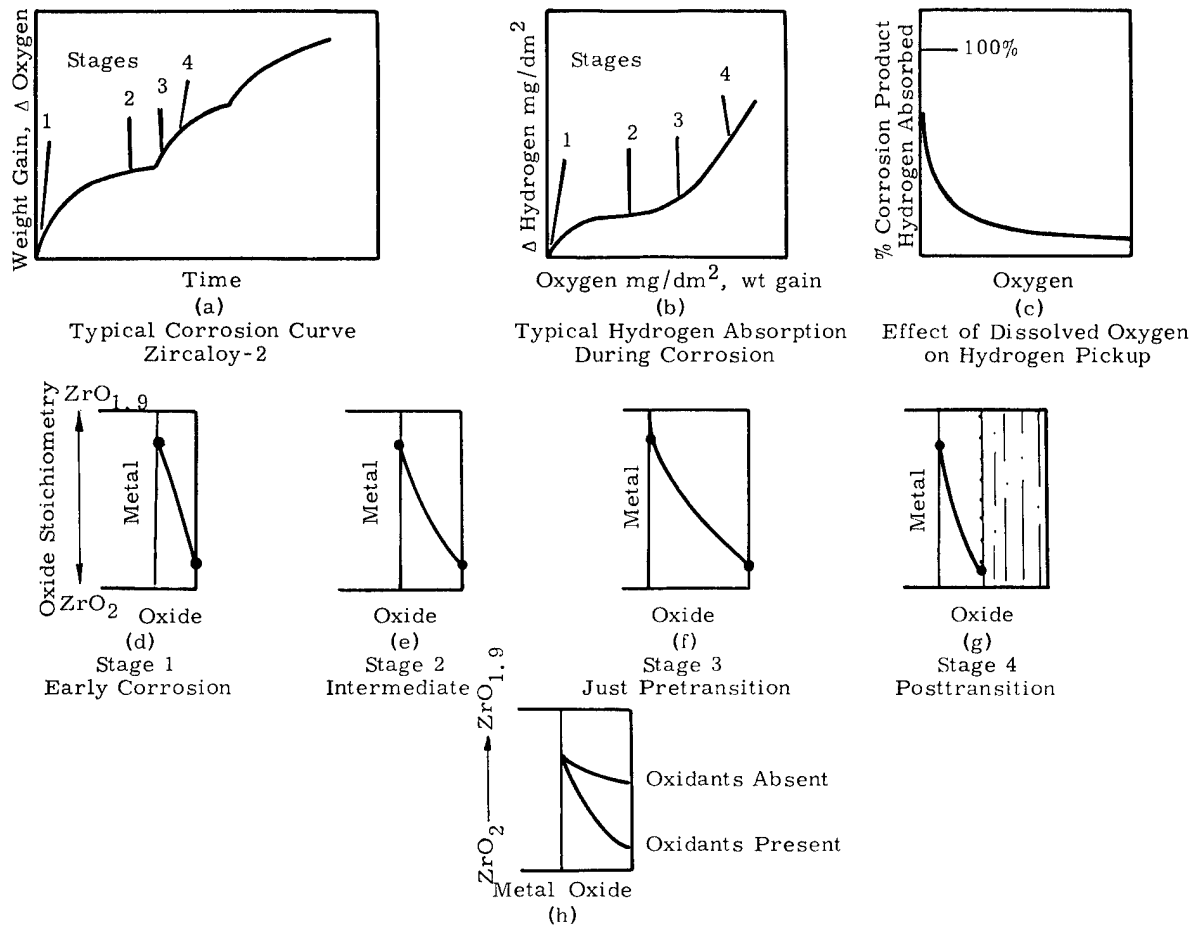 Weight Gain, Δ Oxygen
Stages
1
2
3
4
Time
(a)
Typical Corrosion Curve
Zircaloy-2
Δ Hydrogen mg/dm²
Stages
1
2
3
4
Oxygen mg/dm², wt gain
(b)
Typical Hydrogen Absorption
During Corrosion
% Corrosion Product
Hydrogen Absorbed
100%
Oxygen
(c)
Effect of Dissolved Oxygen
on Hydrogen Pickup
Oxide Stoichiometry
ZrO₁.₉
ZrO₂
Metal
Oxide
(d)
Stage 1
Early Corrosion
Metal
Oxide
(e)
Stage 2
Intermediate
Metal
Oxide
(f)
Stage 3
Just Pretransition
Metal
Oxide
(g)
Stage 4
Posttransition
ZrO₂
ZrO₁.₉
Oxidants Absent
Oxidants Present
Metal Oxide
(h)